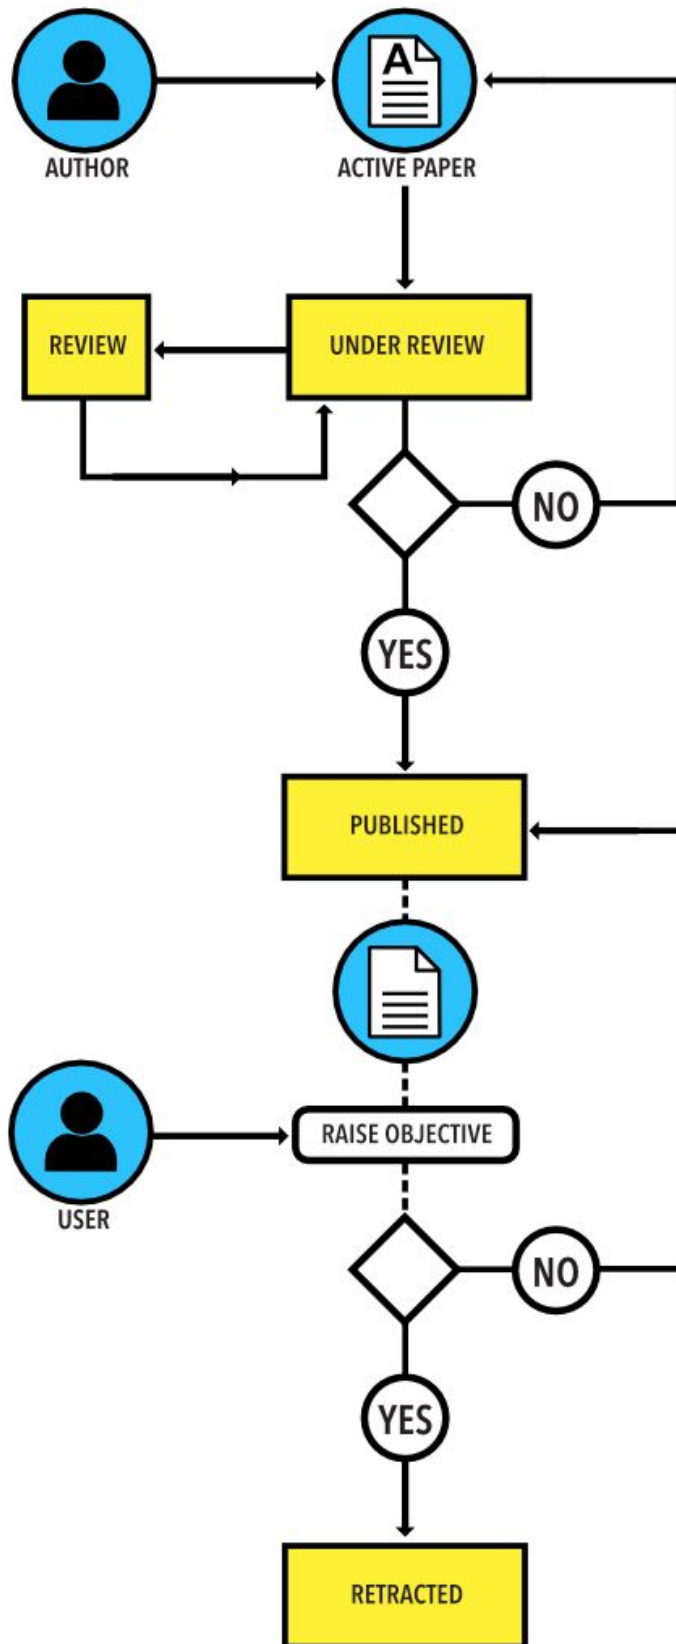 A
AUTHOR
ACTIVE PAPER
REVIEW
UNDER REVIEW
NO
YES
PUBLISHED
RAISE OBJECTIVE
USER
NO
YES
RETRACTED